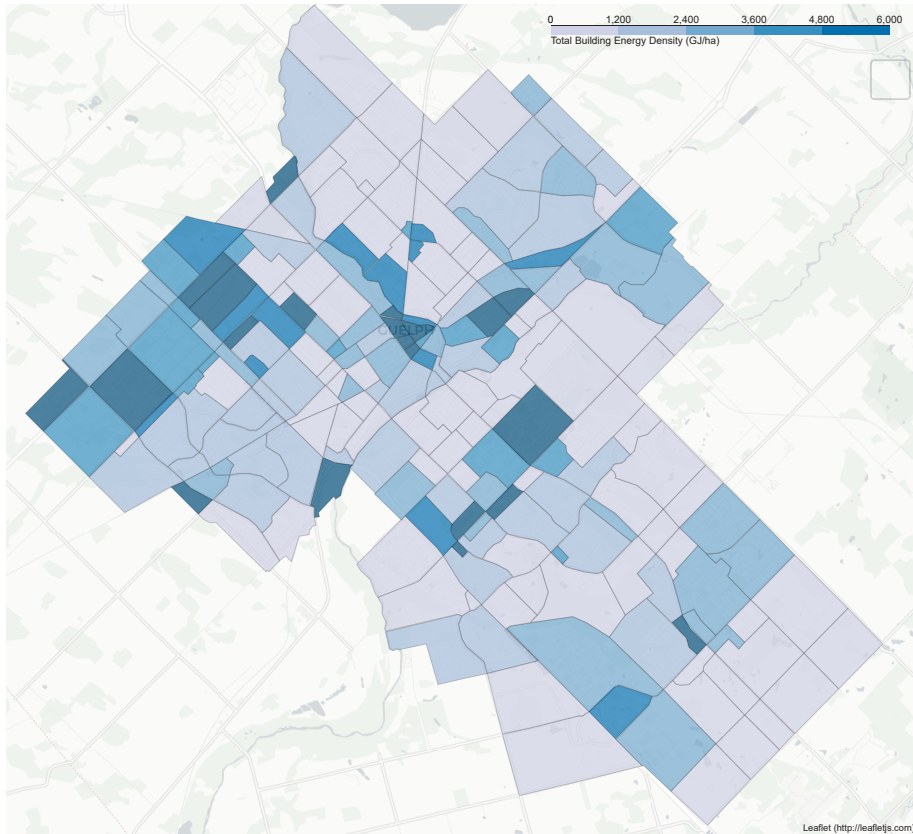 0 1,200 2,400 3,600 4,800 6,000
Total Building Energy Density (GJ/ha)
GUELPH
Leaflet (http://leafletjs.com)